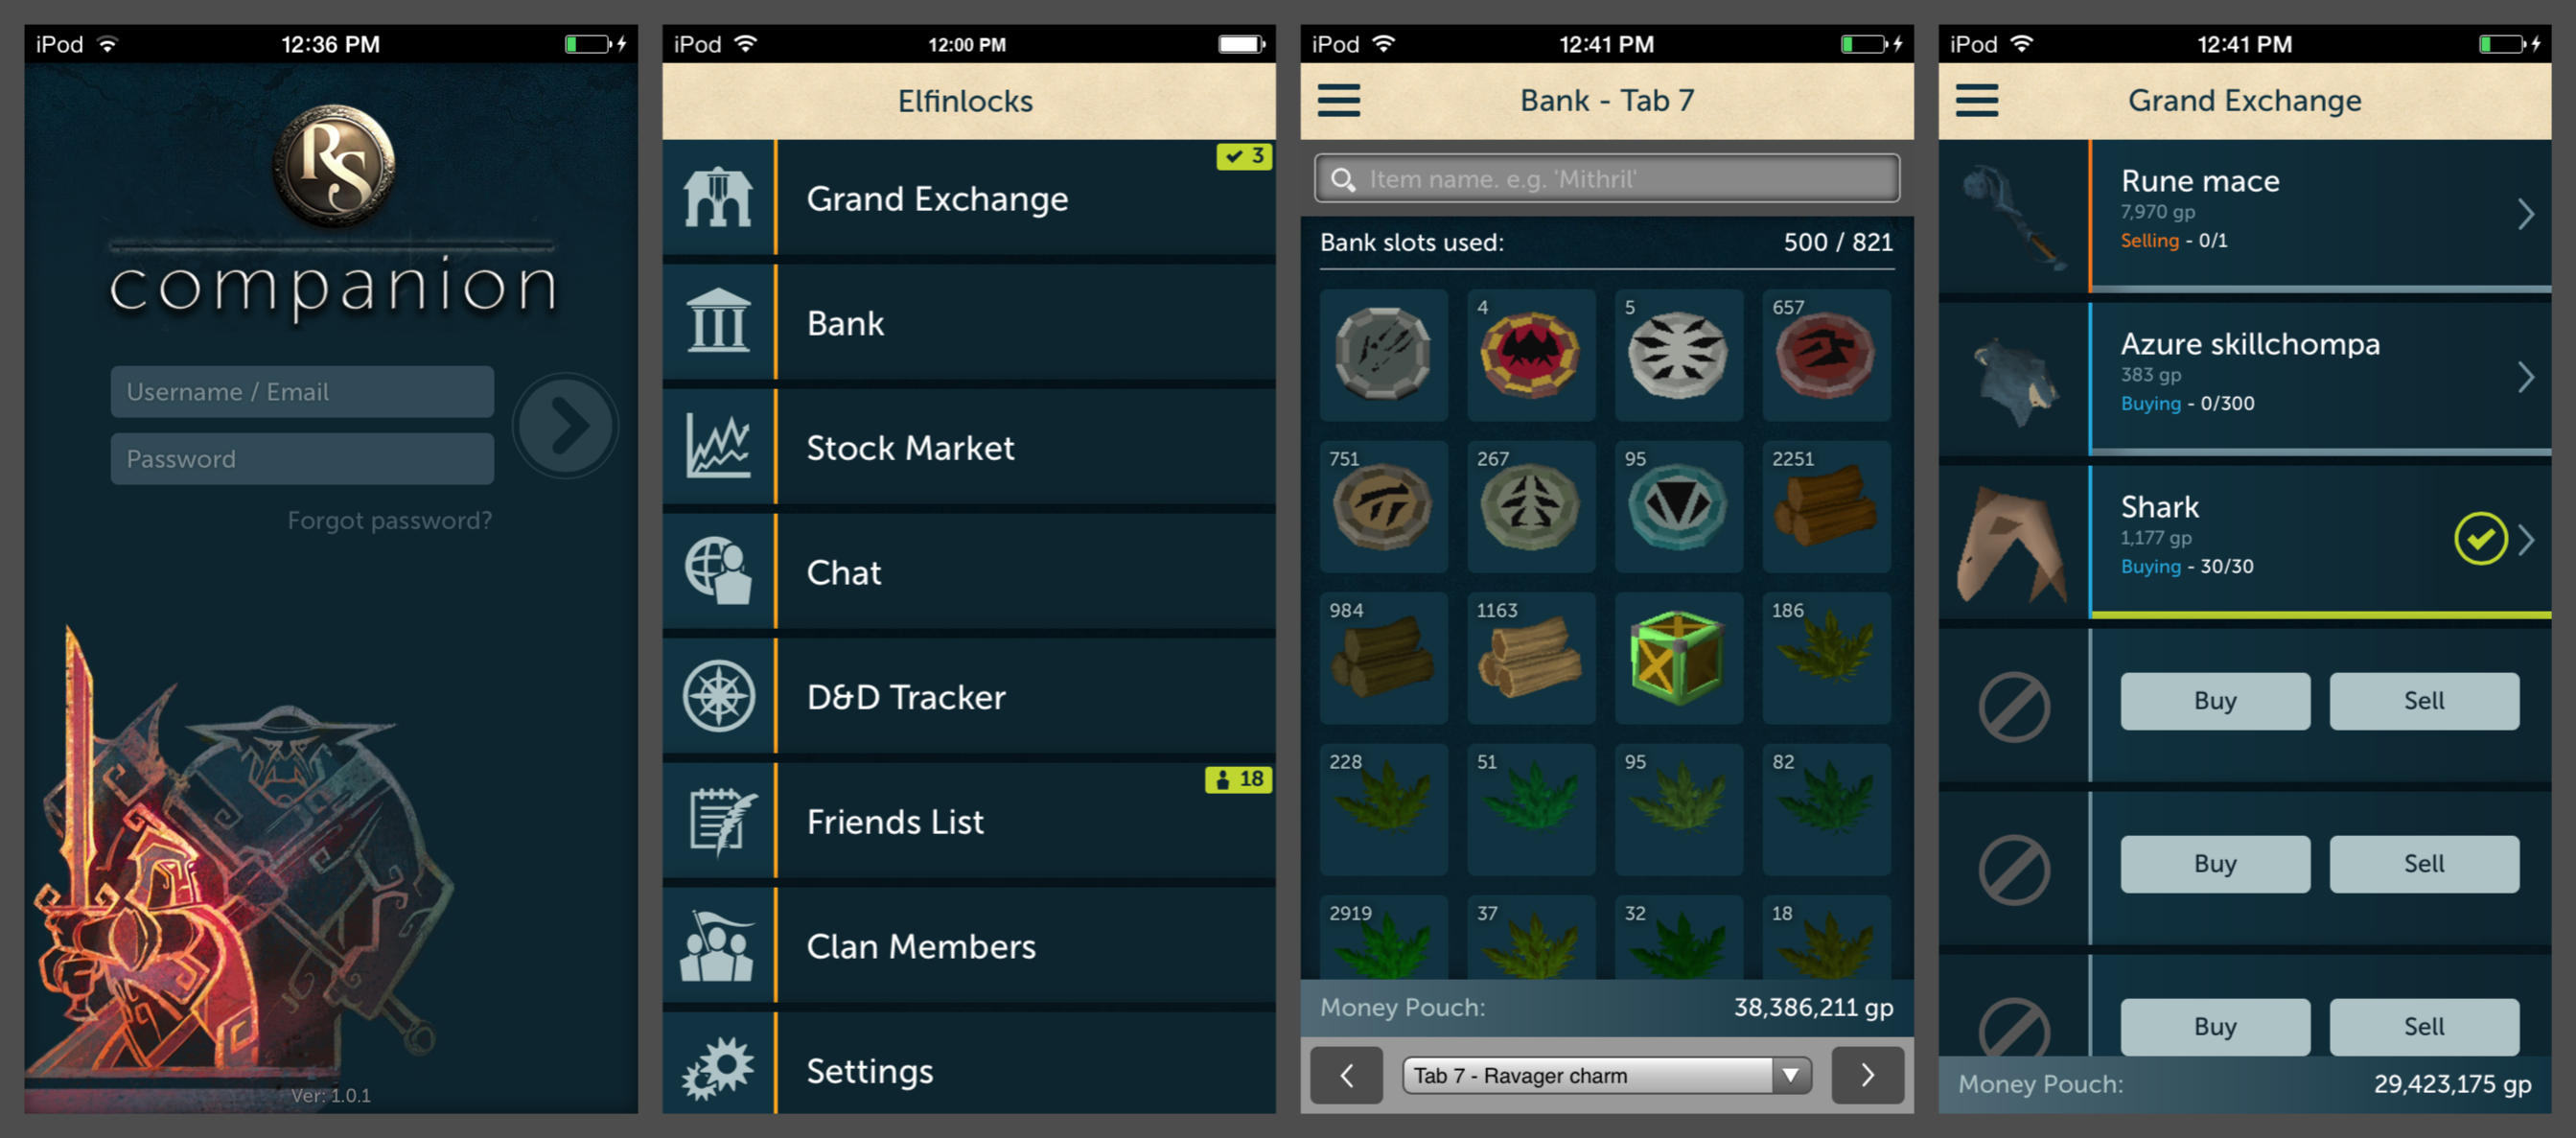 iPod 12:36 PM
RS
companion
Username / Email
Password
Forgot password?
Ver: 1.0.1
iPod 12:00 PM
Elfinlocks
3
Grand Exchange
Bank
Stock Market
Chat
D&D Tracker
18
Friends List
Clan Members
Settings
iPod 12:41 PM
Bank - Tab 7
Item name. e.g. 'Mithril'
Bank slots used: 500 / 821
4 5 657
751 267 95 2251
984 1163 186
228 51 95 82
2919 37 32 18
Money Pouch: 38,386,211 gp
Tab 7 - Ravager charm
iPod 12:41 PM
Grand Exchange
Rune mace
7,970 gp
Selling - 0/1
Azure skillchompa
383 gp
Buying - 0/300
Shark
1,177 gp
Buying - 30/30
Buy Sell
Buy Sell
Buy Sell
Money Pouch: 29,423,175 gp